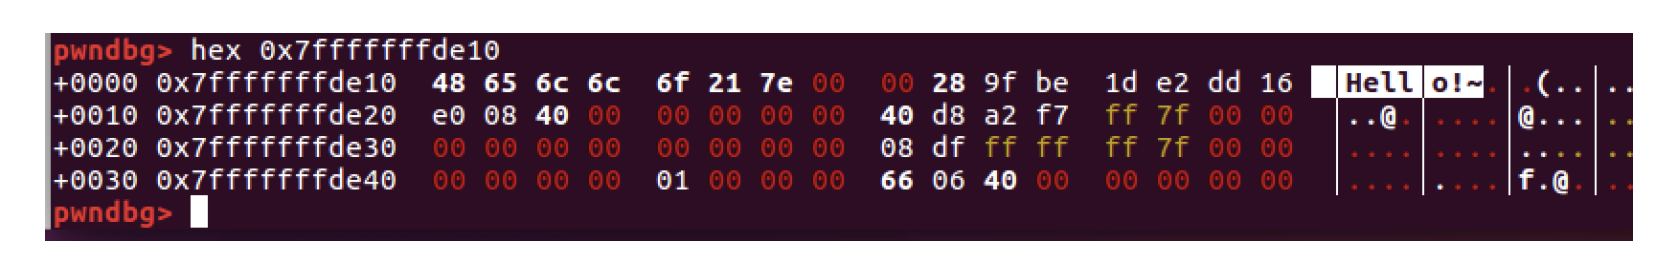 pwndbg> hex 0x7fffffffde10
+0000 0x7fffffffde10  48 65 6c 6c  6f 21 7e 00  00 28 9f be  1d e2 dd 16  │Hell│o!~.│.(..│..
+0010 0x7fffffffde20  e0 08 40 00  00 00 00 00  40 d8 a2 f7  ff 7f 00 00  │..@.│....│@...│..
+0020 0x7fffffffde30  00 00 00 00  00 00 00 00  08 df ff ff  ff 7f 00 00  │....│....│....│..
+0030 0x7fffffffde40  00 00 00 00  01 00 00 00  66 06 40 00  00 00 00 00  │....│....│f.@.│..
pwndbg>